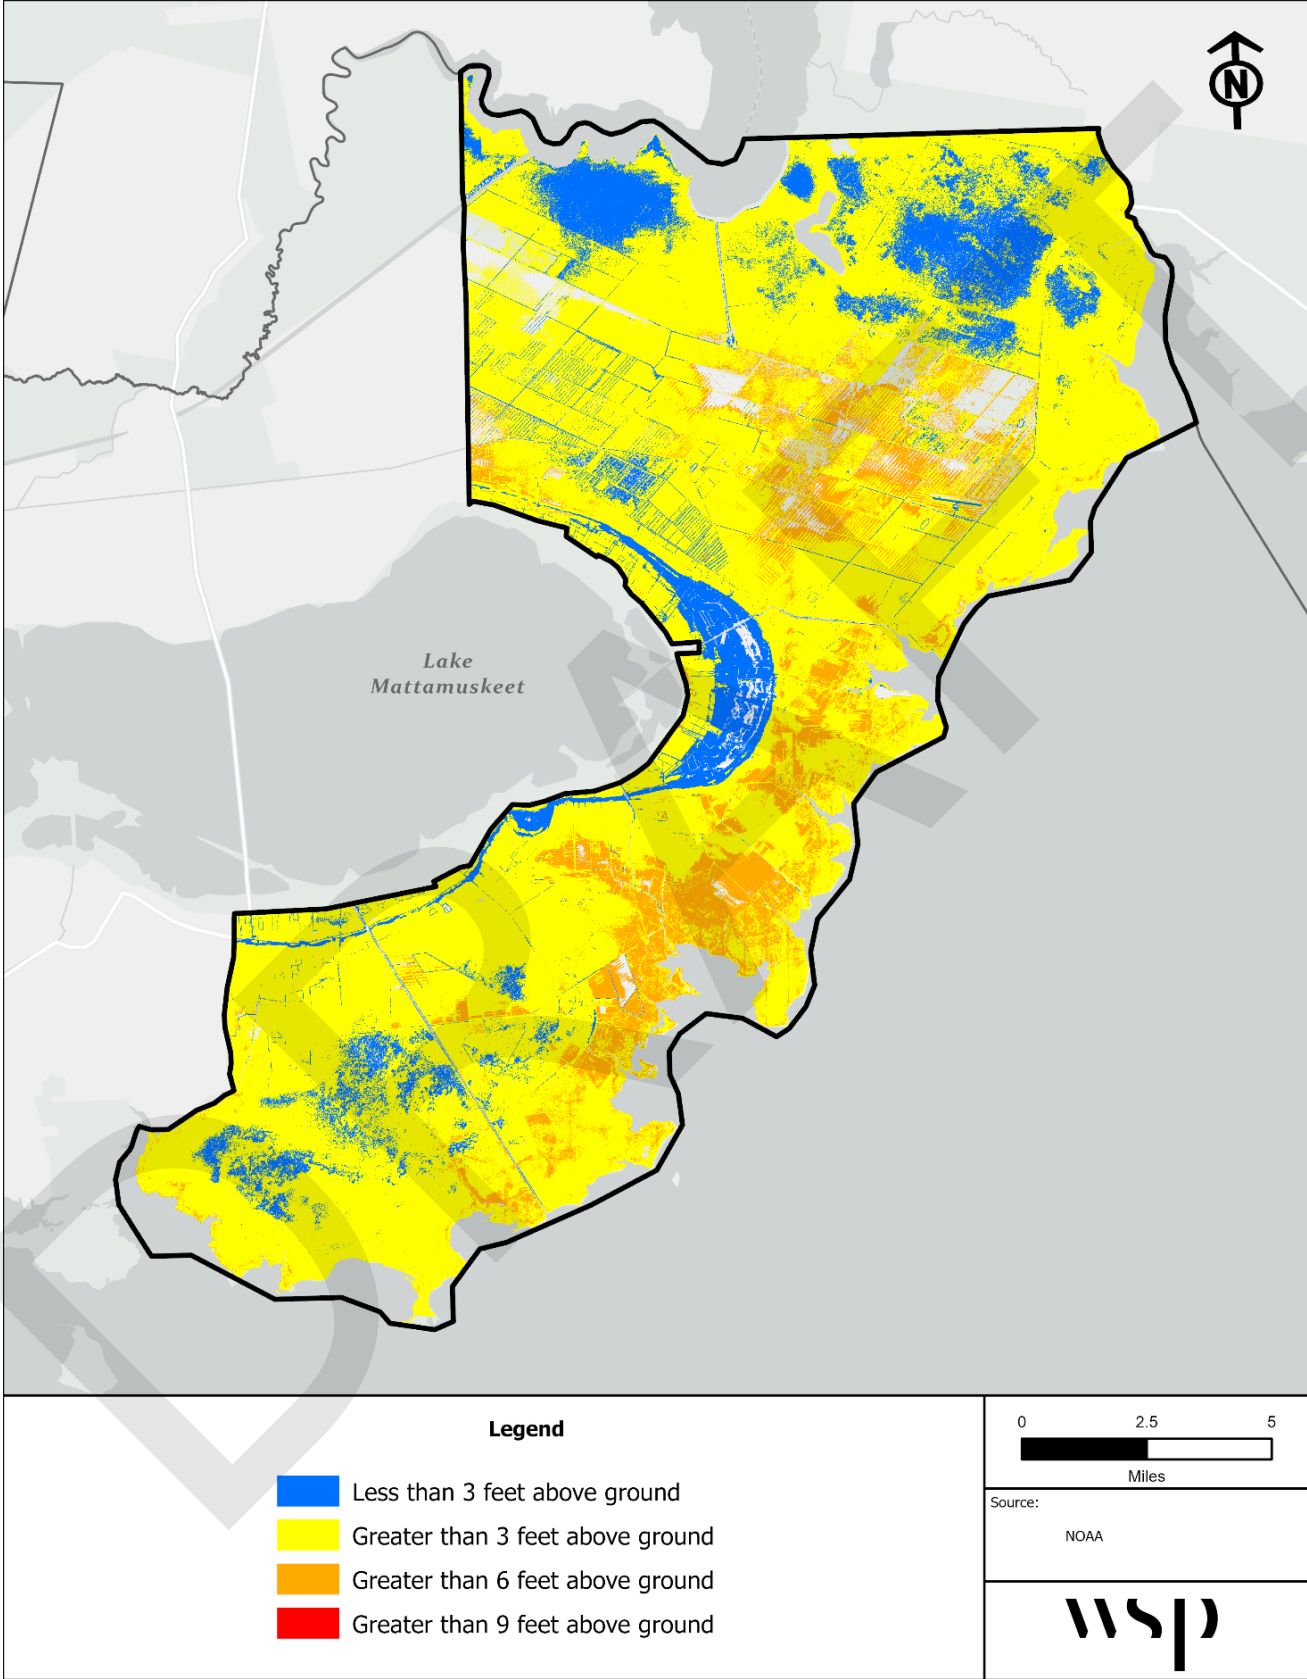 N
Lake
Mattamuskeet
DRAFT
Legend
Less than 3 feet above ground
Greater than 3 feet above ground
Greater than 6 feet above ground
Greater than 9 feet above ground
0 2.5 5
Miles
Source:
NOAA
wsp